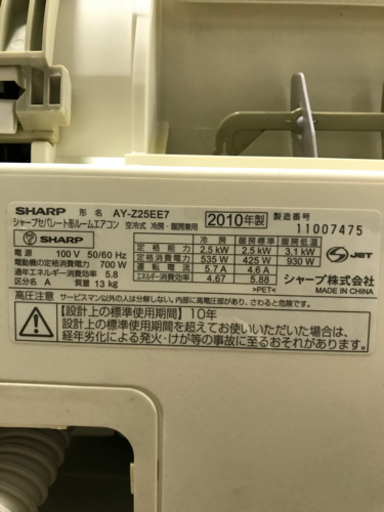 SHARP 形 名 AY-Z25EE7 2010年製 製造番号
シャープセパレート形ルームエアコン 空冷式 冷房・暖房兼用 11007475
SHARP
電源 100 V 50/60 Hz
電動機の定格消費電力 700 W
通年エネルギー消費効率 5.8
区分名 A 質量 13 kg
冷 房 暖房標準 暖房低温
定 格 能 力 2.5 kW 2.5 kW 3.1 kW
定格消費電力 535 W 425 W 930 W
運 転 電 流 5.7 A 4.6 A
エネルギー消費効率 4.67 5.88
>PET<
S JET
シャープ株式会社
MADE IN CHINA
高圧注意 サービスマン以外の人は分解しない。内部に高電圧部があり、さわると危険です。
【設計上の標準使用期間】10年
設計上の標準使用期間を超えてお使いいただいた場合は、
経年劣化による発火・けが等の事故に至るおそれがあります。